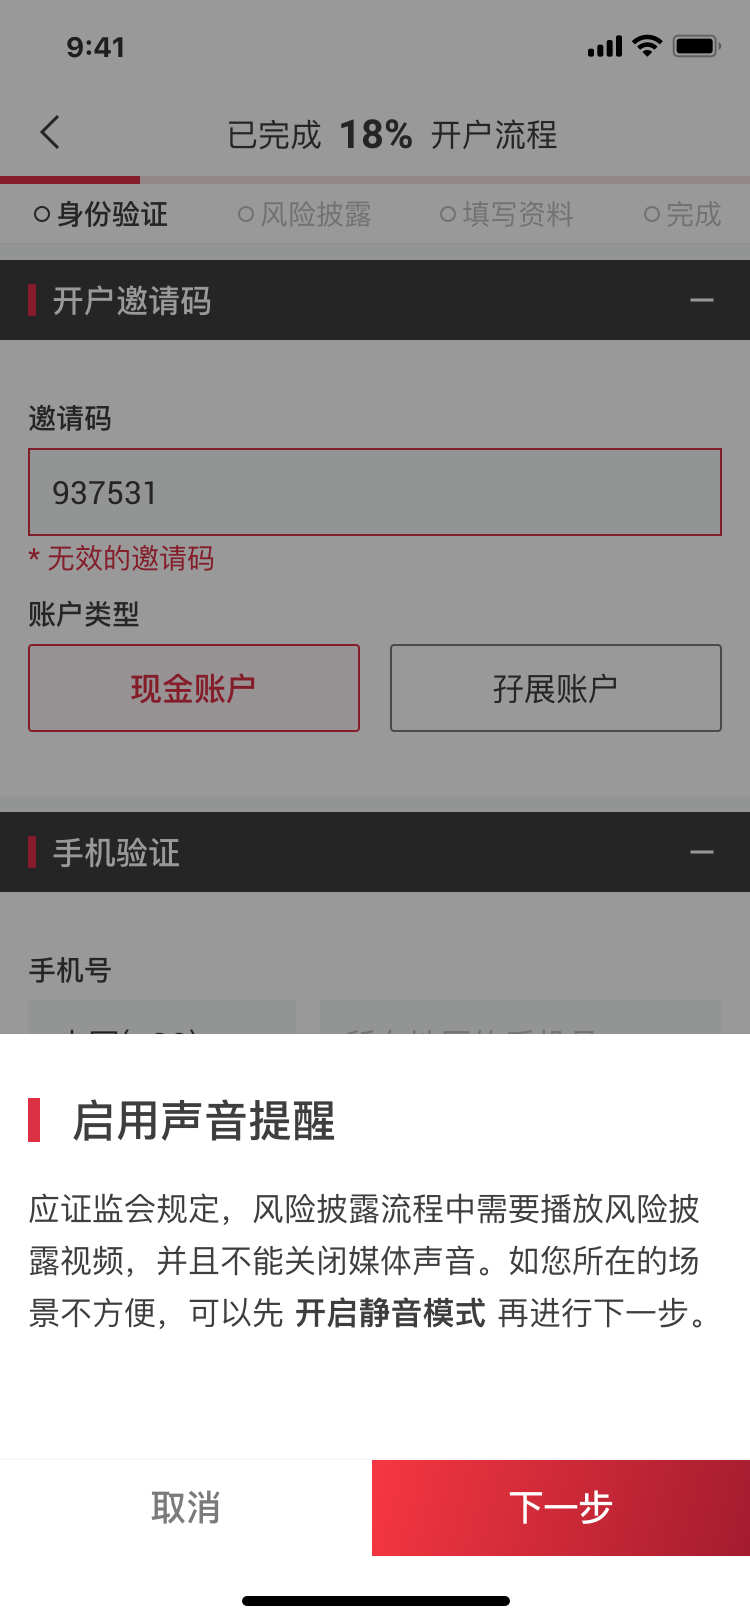 9:41
已完成 18% 开户流程
身份验证 风险披露 填写资料 完成
开户邀请码
邀请码
937531
* 无效的邀请码
账户类型
现金账户 孖展账户
手机验证
手机号
启用声音提醒
应证监会规定，风险披露流程中需要播放风险披
露视频，并且不能关闭媒体声音。如您所在的场
景不方便，可以先 开启静音模式 再进行下一步。
取消 下一步